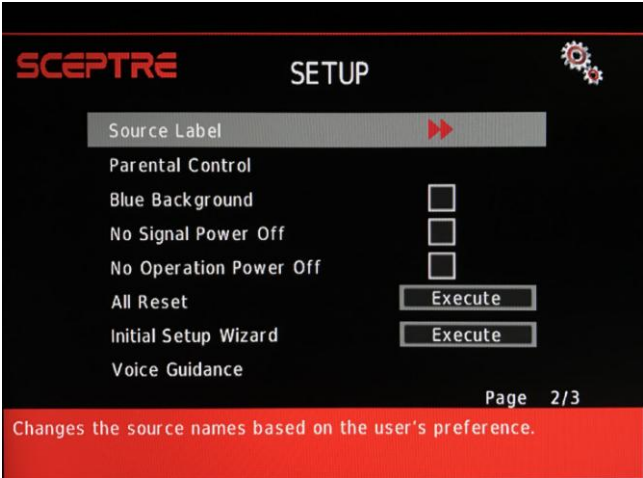 SCEPTRE
SETUP
Source Label
Parental Control
Blue Background
No Signal Power Off
No Operation Power Off
All Reset Execute
Initial Setup Wizard Execute
Voice Guidance
Page 2/3
Changes the source names based on the user's preference.